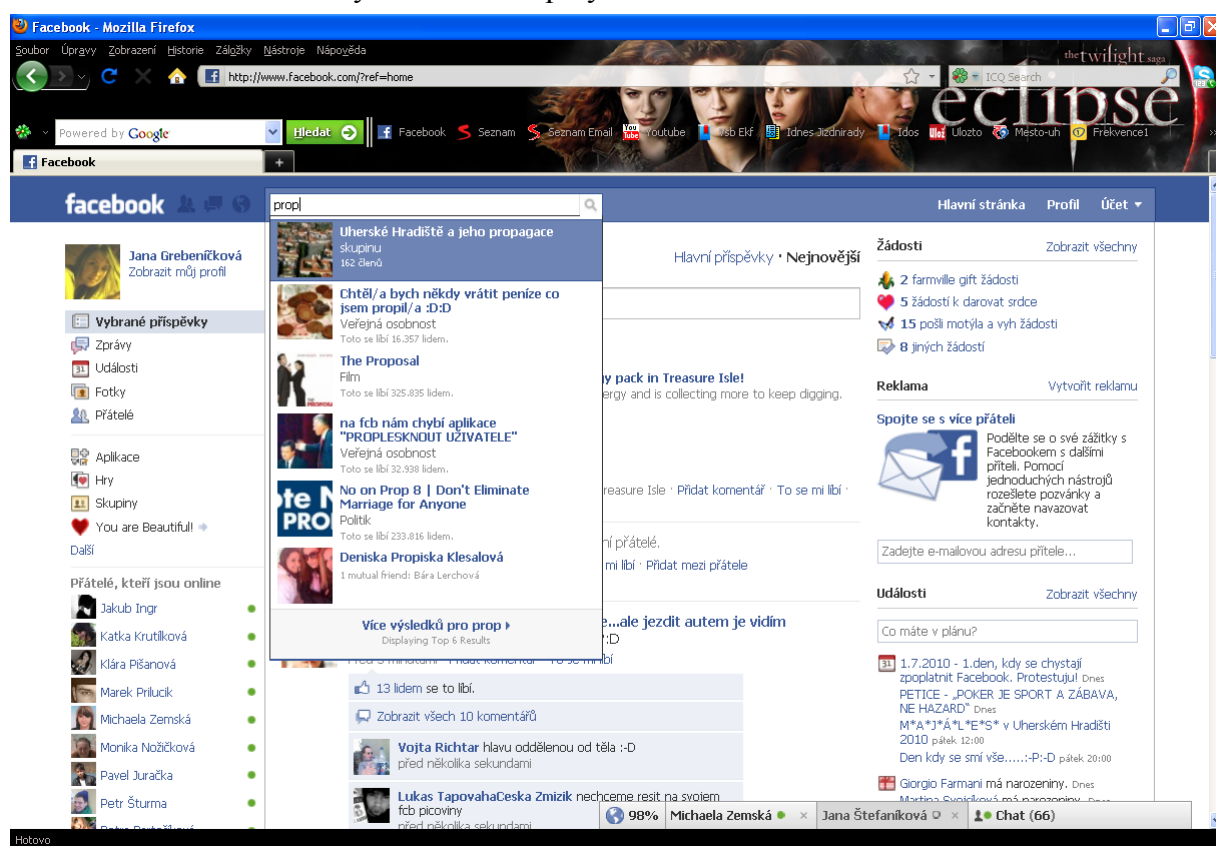 Facebook - Mozilla Firefox
Soubor Úpravy Zobrazení Historie Záložky Nástroje Nápověda
the twilight saga
eclipse
http://www.facebook.com/?ref=home
ICQ Search
Powered by Google
Hledat
Facebook
Seznam
Seznam Email
Youtube
Vsb Ekf
Idnes-Jizdnirady
Idos
Ulozto
Mesto-uh
Frekvence1
Facebook
facebook
prop
Hlavní stránka Profil Účet
Jana Grebeníčková
Zobrazit můj profil
Vybrané příspěvky
Zprávy
Události
Fotky
Přátelé
Aplikace
Hry
Skupiny
You are Beautiful!
Další
Přátelé, kteří jsou online
Jakub Ingr
Katka Krutílková
Klára Pišanová
Marek Prilucik
Michaela Zemská
Monika Nožičková
Pavel Juračka
Petr Šturma
Uherské Hradiště a jeho propagace
skupinu
162 členů
Chtěl/a bych někdy vrátit peníze co
jsem propil/a :D:D
Veřejná osobnost
Toto se líbí 16.357 lidem.
The Proposal
Film
Toto se líbí 325.835 lidem.
na fcb nám chybí aplikace
"PROPLESKNOUT UŽIVATELE"
Veřejná osobnost
Toto se líbí 32.938 lidem.
No on Prop 8 | Don't Eliminate
Marriage for Anyone
Politik
Toto se líbí 233.816 lidem.
Deniska Propiska Klesalová
1 mutual friend: Bára Lerchová
Více výsledků pro prop
Displaying Top 6 Results
Hlavní příspěvky · Nejnovější
y pack in Treasure Isle!
ergy and is collecting more to keep digging.
reasure Isle · Přidat komentář · To se mi líbí ·
ní přátelé.
mi líbí · Přidat mezi přátele
e...ale jezdit autem je vidím
:D
13 lidem se to líbí.
Zobrazit všech 10 komentářů
Vojta Richtar hlavu oddělenou od těla :-D
před několika sekundami
Lukas TapovahaCeska Zmizik nechceme resit na svojem
fcb picoviny
před několika sekundami
Žádosti Zobrazit všechny
2 farmville gift žádosti
5 žádostí k darovat srdce
15 pošli motýla a vyh žádosti
8 jiných žádostí
Reklama Vytvořit reklamu
Spojte se s více přáteli
Podělte
se o své zážitky s
Facebookem s dalšími
příteli. Pomocí
jednoduchých nástrojů
rozešlete
pozvánky a
začněte
navazovat
kontakty.
Zadejte e-mailovou adresu přítele...
Události Zobrazit všechny
Co máte v plánu?
1.7.2010 - 1.den, kdy se chystají
zpoplatnit Facebook. Protestuju! Dnes
PETICE - „POKER JE SPORT A ZÁBAVA,
NE HAZARD“ Dnes
M*A*J*Á*L*E*S* v Uherském Hradišti
2010 pátek 12:00
Den kdy se smí vše.....:-P:-D pátek 20:00
Giorgio Farmani má narozeniny. Dnes
98% Michaela Zemská × Jana Štefaníková × Chat (66)
Hotovo